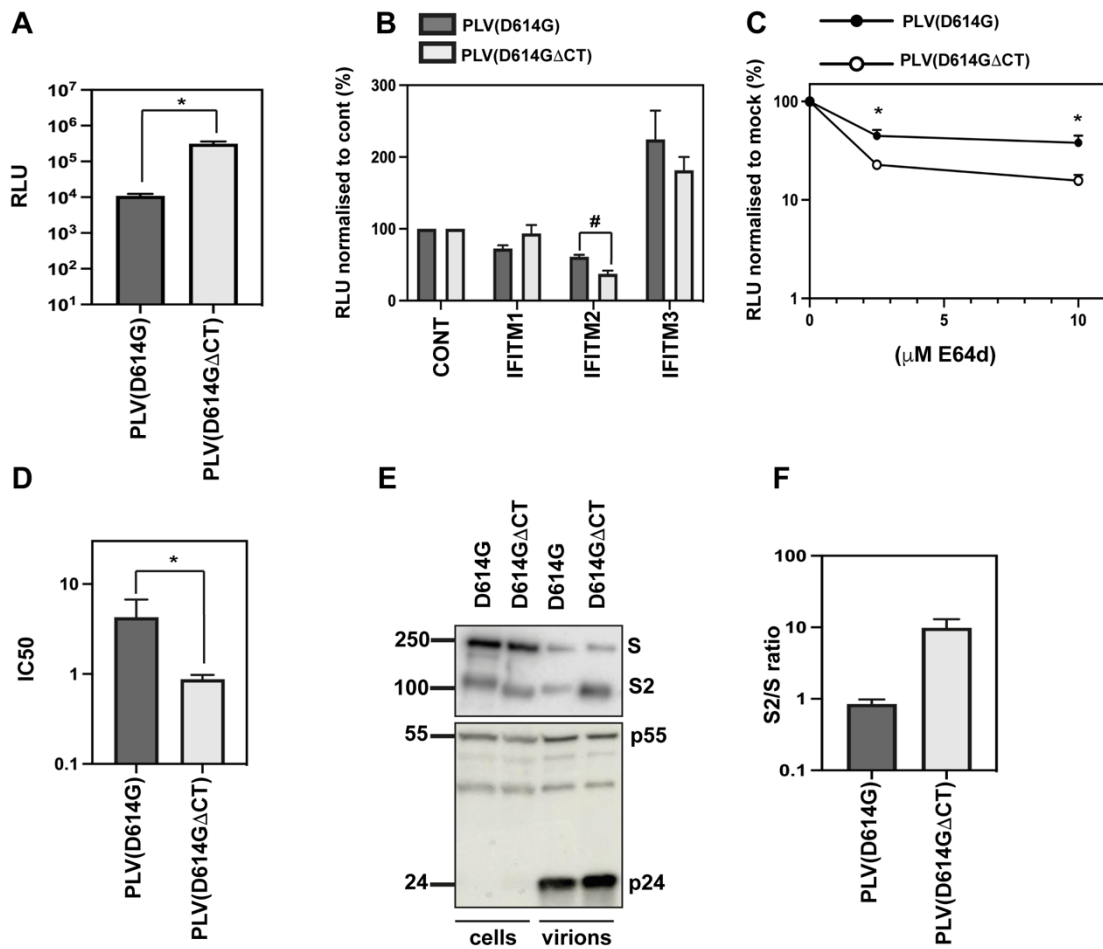 A
RLU
10⁷
10⁶
10⁵
10⁴
10³
10²
10¹
*
PLV(D614G)
PLV(D614GΔCT)
B
PLV(D614G)
PLV(D614GΔCT)
RLU normalised to cont (%)
300
200
100
0
#
CONT
IFITM1
IFITM2
IFITM3
C
PLV(D614G)
PLV(D614GΔCT)
RLU normalised to mock (%)
100
10
1
* *
0 5 10
(μM E64d)
D
IC50
10
1
0.1
*
PLV(D614G)
PLV(D614GΔCT)
E
D614G
D614GΔCT
D614G
D614GΔCT
250 S
100 S2
55 p55
24 p24
cells virions
F
S2/S ratio
100
10
1
0.1
PLV(D614G)
PLV(D614GΔCT)